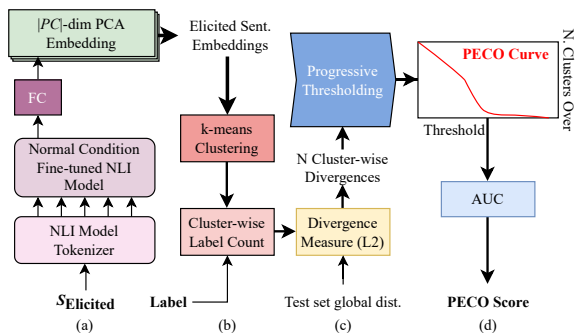 |PC|-dim PCA
Embedding
FC
Normal Condition
Fine-tuned NLI
Model
NLI Model
Tokenizer
SElicited
(a)
Elicited Sent.
Embeddings
k-means
Clustering
Cluster-wise
Label Count
Label
(b)
Progressive
Thresholding
N Cluster-wise
Divergences
Divergence
Measure (L2)
Test set global dist.
(c)
PECO Curve
N. Clusters Over
Threshold
AUC
PECO Score
(d)